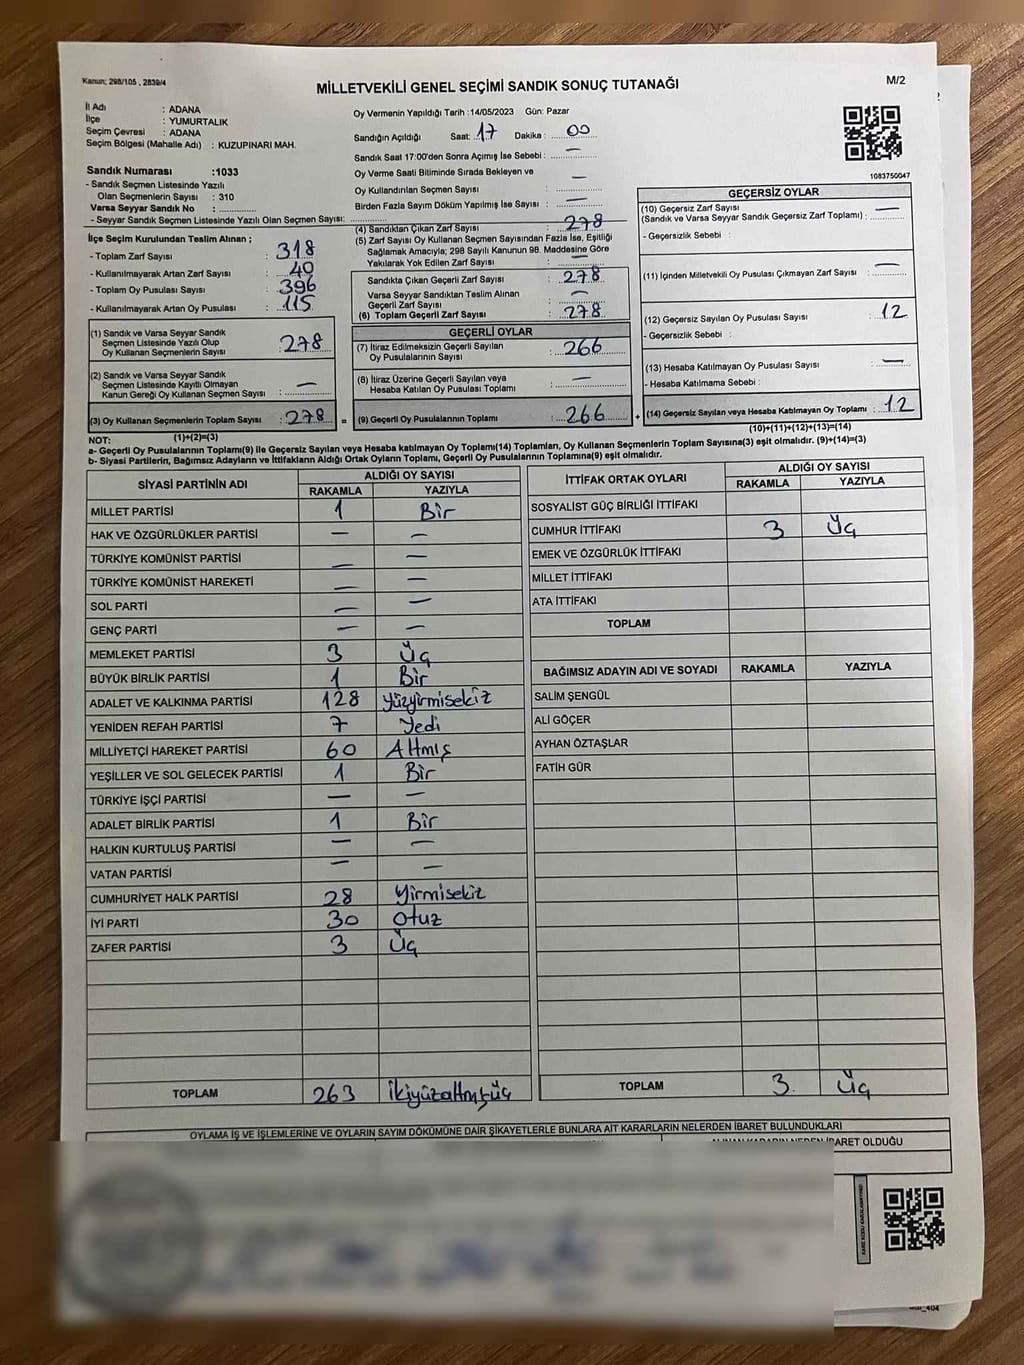 Kanun; 298/105 , 2839/4
M/2
MİLLETVEKİLİ GENEL SEÇİMİ SANDIK SONUÇ TUTANAĞI
İl Adı : ADANA
İlçe : YUMURTALIK
Seçim Çevresi : ADANA
Seçim Bölgesi (Mahalle Adı) : KUZUPINARI MAH.
Sandık Numarası :1033
- Sandık Seçmen Listesinde Yazılı
Olan Seçmenlerin Sayısı : 310
Varsa Seyyar Sandık No :
- Seyyar Sandık Seçmen Listesinde Yazılı Olan Seçmen Sayısı:
İlçe Seçim Kurulundan Teslim Alınan ;
- Toplam Zarf Sayısı : 318
- Kullanılmayarak Artan Zarf Sayısı : 40
- Toplam Oy Pusulası Sayısı : 396
- Kullanılmayarak Artan Oy Pusulası : 115
(1) Sandık ve Varsa Seyyar Sandık
Seçmen Listesinde Yazılı Olup
Oy Kullanan Seçmenlerin Sayısı : 278
(2) Sandık ve Varsa Seyyar Sandık
Seçmen Listesinde Kayıtlı Olmayan
Kanun Gereği Oy Kullanan Seçmen Sayısı : —
(3) Oy Kullanan Seçmenlerin Toplam Sayısı : 278 =
(1)+(2)=(3)
Oy Vermenin Yapıldığı Tarih :14/05/2023 Gün: Pazar
Sandığın Açıldığı Saat: 17 Dakika : 00
Sandık Saat 17:00'den Sonra Açımış İse Sebebi : —
Oy Verme Saati Bitiminde Sırada Bekleyen ve
Oy Kullandırılan Seçmen Sayısı : —
Birden Fazla Sayım Döküm Yapılmış İse Sayısı : —
(4) Sandıktan Çıkan Zarf Sayısı : 278
(5) Zarf Sayısı Oy Kullanan Seçmen Sayısından Fazla İse, Eşitliği
Sağlamak Amacıyla; 298 Sayılı Kanunun 98. Maddesine Göre
Yakılarak Yok Edilen Zarf Sayısı : —
Sandıkta Çıkan Geçerli Zarf Sayısı : 278
Varsa Seyyar Sandıktan Teslim Alınan
Geçerli Zarf Sayısı : —
(6) Toplam Geçerli Zarf Sayısı : 278
GEÇERLİ OYLAR
(7) İtiraz Edilmeksizin Geçerli Sayılan
Oy Pusulalarının Sayısı : 266
(8) İtiraz Üzerine Geçerli Sayılan veya
Hesaba Katılan Oy Pusulası Toplamı : —
(9) Geçerli Oy Pusulalarının Toplamı : 266 +
1083750047
GEÇERSİZ OYLAR
(10) Geçersiz Zarf Sayısı : —
(Sandık ve Varsa Seyyar Sandık Geçersiz Zarf Toplamı) :
- Geçersizlik Sebebi :
(11) İçinden Milletvekili Oy Pusulası Çıkmayan Zarf Sayısı : —
(12) Geçersiz Sayılan Oy Pusulası Sayısı : 12
- Geçersizlik Sebebi :
(13) Hesaba Katılmayan Oy Pusulası Sayısı : —
- Hesaba Katılmama Sebebi :
(14) Geçersiz Sayılan veya Hesaba Katılmayan Oy Toplamı : 12
(10)+(11)+(12)+(13)=(14)
NOT:
a- Geçerli Oy Pusulaları Toplamı(9) ile Geçersiz Sayılan veya Hesaba katılmayan Oy Toplamı(14) Toplamları, Oy Kullanan Seçmenlerin Toplam Sayısına(3) eşit olmalıdır. (9)+(14)=(3)
b- Siyasi Partilerin, Bağımsız Adayların ve İttifakların Aldığı Ortak Oyların Toplamı, Geçerli Oy Pusulalarının Toplamına(9) eşit olmalıdır.
SİYASİ PARTİNİN ADI ALDIĞI OY SAYISI
RAKAMLA YAZIYLA
MİLLET PARTİSİ 1 Bir
HAK VE ÖZGÜRLÜKLER PARTİSİ — —
TÜRKİYE KOMÜNİST PARTİSİ — —
TÜRKİYE KOMÜNİST HAREKETİ — —
SOL PARTİ — —
GENÇ PARTİ — —
MEMLEKET PARTİSİ 3 Üç
BÜYÜK BİRLİK PARTİSİ 1 Bir
ADALET VE KALKINMA PARTİSİ 128 Yüzyirmisekiz
YENİDEN REFAH PARTİSİ 7 Yedi
MİLLİYETÇİ HAREKET PARTİSİ 60 Altmış
YEŞİLLER VE SOL GELECEK PARTİSİ 1 Bir
TÜRKİYE İŞÇİ PARTİSİ — —
ADALET BİRLİK PARTİSİ 1 Bir
HALKIN KURTULUŞ PARTİSİ — —
VATAN PARTİSİ — —
CUMHURİYET HALK PARTİSİ 28 Yirmisekiz
İYİ PARTİ 30 otuz
ZAFER PARTİSİ 3 Üç
TOPLAM 263 İkiyüzaltmışüç
İTTİFAK ORTAK OYLARI ALDIĞI OY SAYISI
RAKAMLA YAZIYLA
SOSYALİST GÜÇ BİRLİĞİ İTTİFAKI
CUMHUR İTTİFAKI 3 Üç
EMEK VE ÖZGÜRLÜK İTTİFAKI
MİLLET İTTİFAKI
ATA İTTİFAKI
TOPLAM
BAĞIMSIZ ADAYIN ADI VE SOYADI RAKAMLA YAZIYLA
SALİM ŞENGÜL
ALİ GÖÇER
AYHAN ÖZTAŞLAR
FATİH GÜR
TOPLAM 3 Üç
OYLAMA İŞ VE İŞLEMLERİNE VE OYLARIN SAYIM DÖKÜMÜNE DAİR ŞİKAYETLERLE BUNLARA AİT KARARLARIN NELERDEN İBARET BULUNDUKLARI
ALINAN KARARIN NEDEN İBARET OLDUĞU